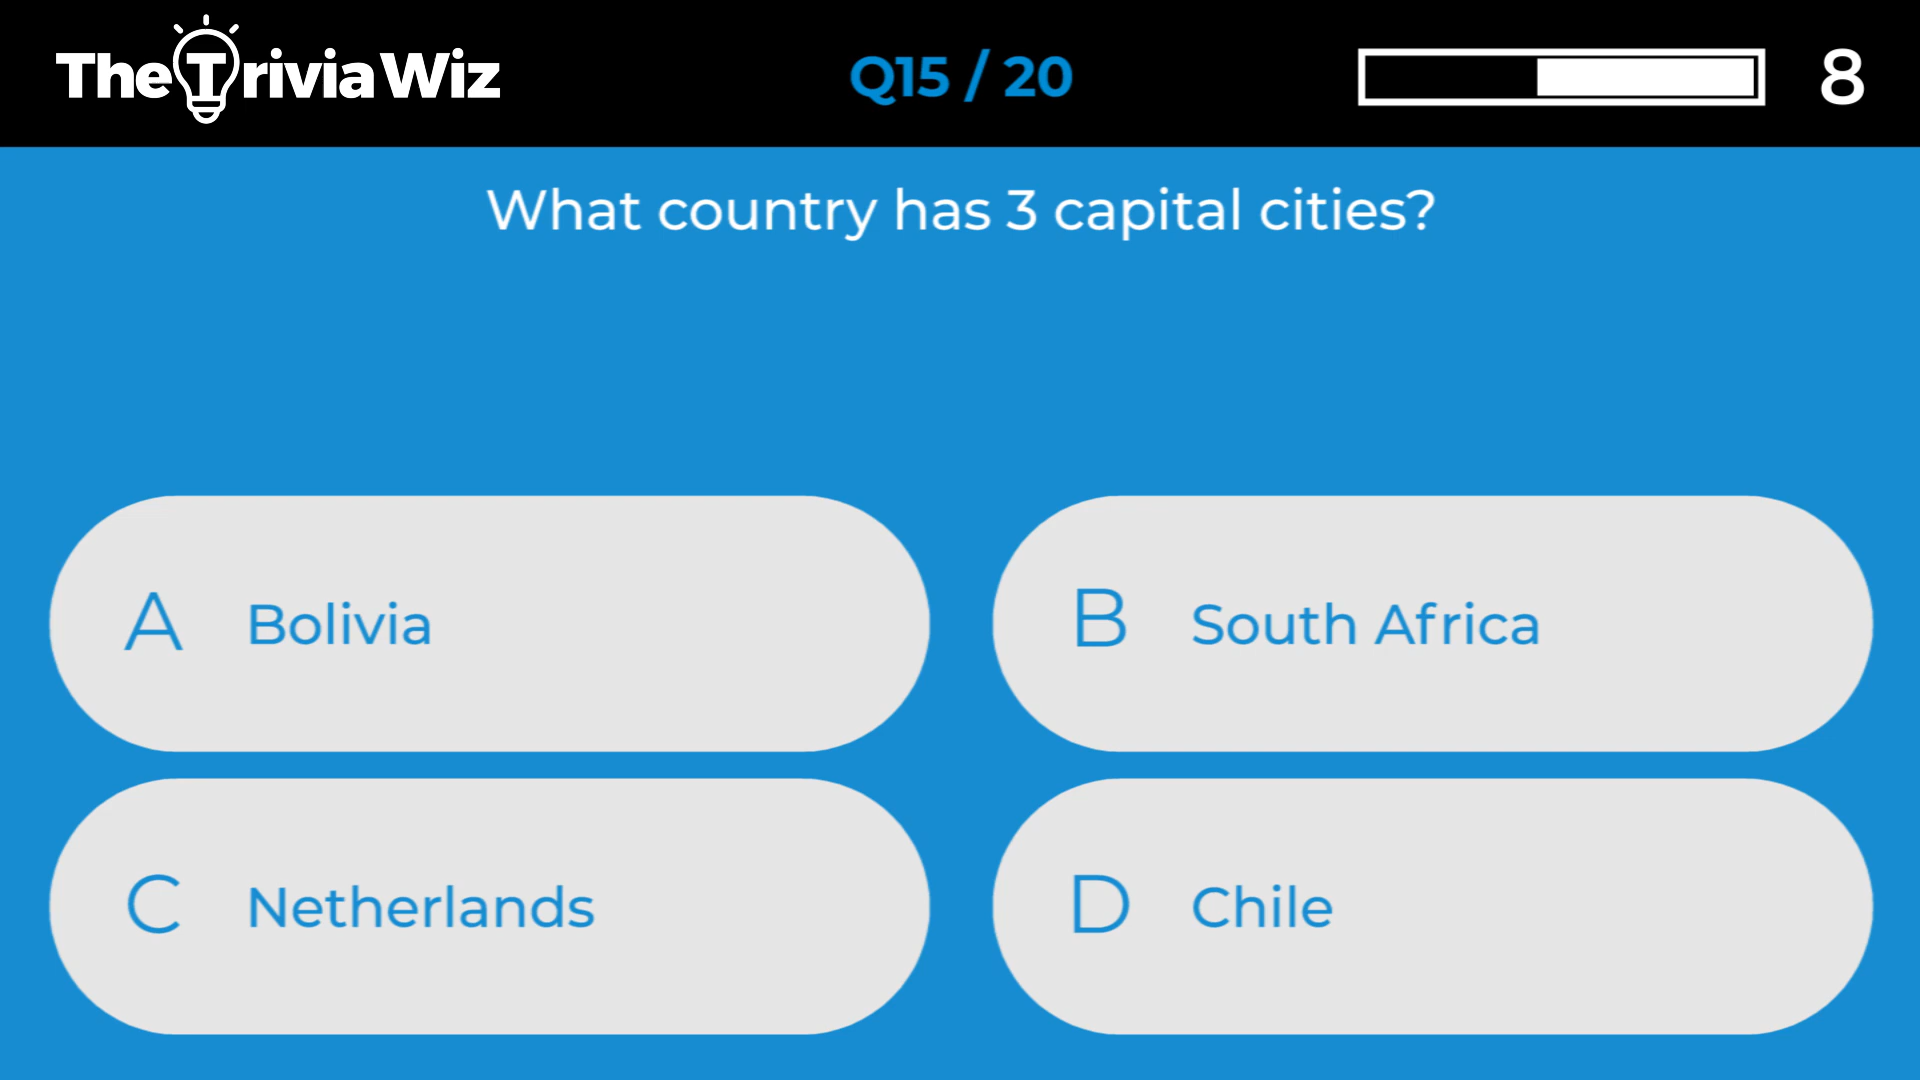 The Trivia Wiz
Q15 / 20
8
What country has 3 capital cities?
A Bolivia
B South Africa
C Netherlands
D Chile